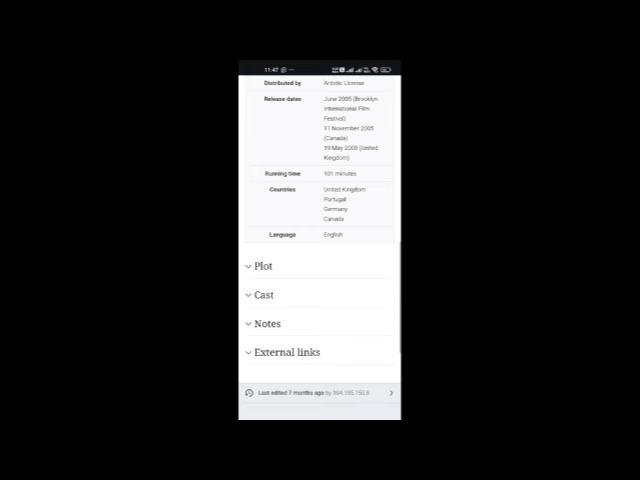 11:47
Distributed by Artistic License
Release dates June 2005 (Brooklyn
International Film
Festival)
11 November 2005
(Canada)
19 May 2006 (United
Kingdom)
Running time 101 minutes
Countries United Kingdom
Portugal
Germany
Canada
Language English
Plot
Cast
Notes
External links
Last edited 7 months ago by